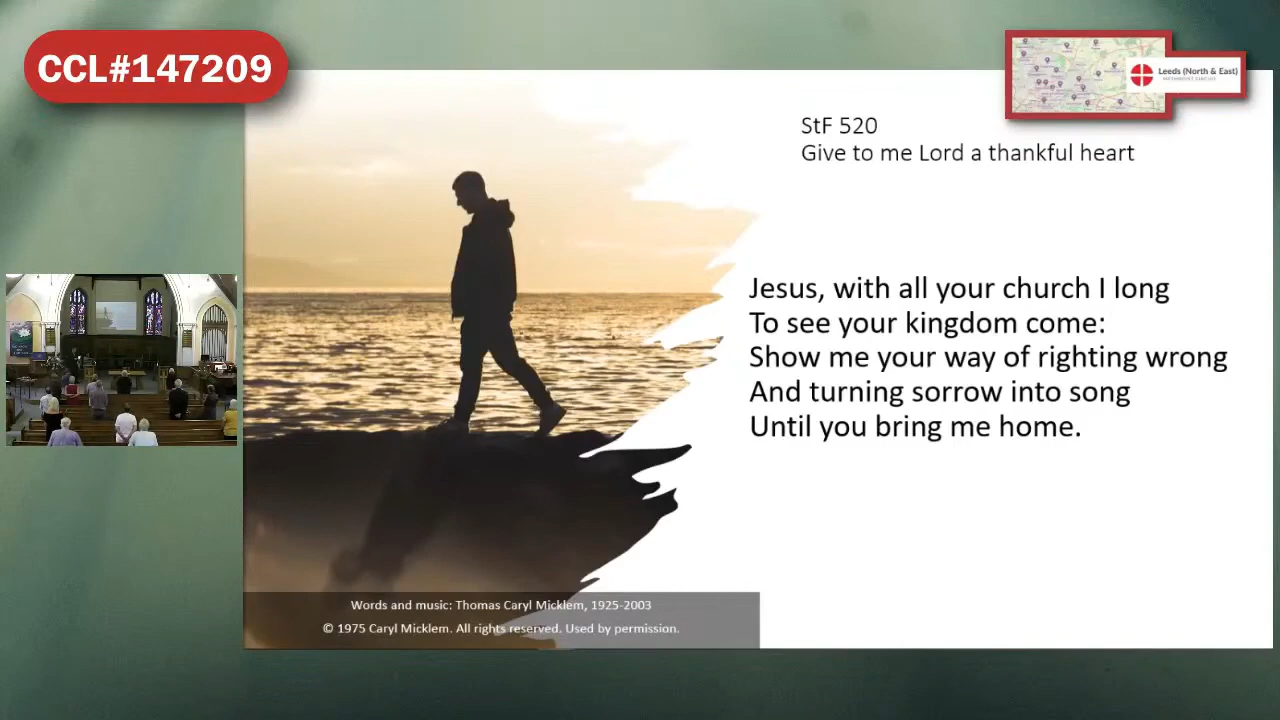 CCL#147209
Leeds (North & East)
METHODIST CIRCUIT
StF 520
Give to me Lord a thankful heart
Jesus, with all your church I long
To see your kingdom come:
Show me your way of righting wrong
And turning sorrow into song
Until you bring me home.
Words and music: Thomas Caryl Micklem, 1925-2003
© 1975 Caryl Micklem. All rights reserved. Used by permission.